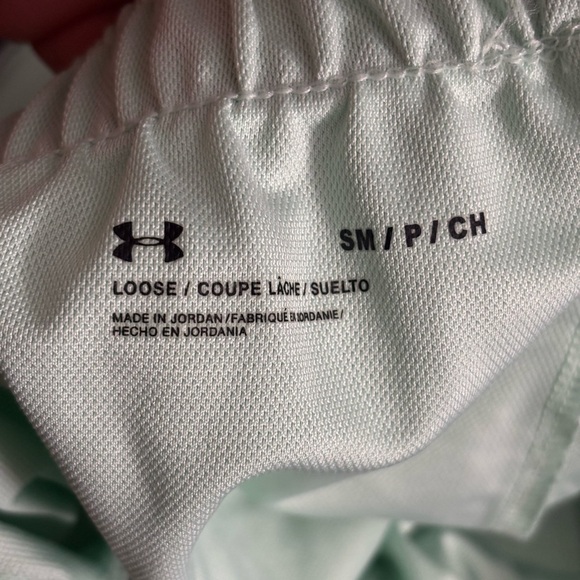 SM / P / CH
LOOSE / COUPE LÂCHE / SUELTO
MADE IN JORDAN / FABRIQUÉ EN JORDANIE /
HECHO EN JORDANIA